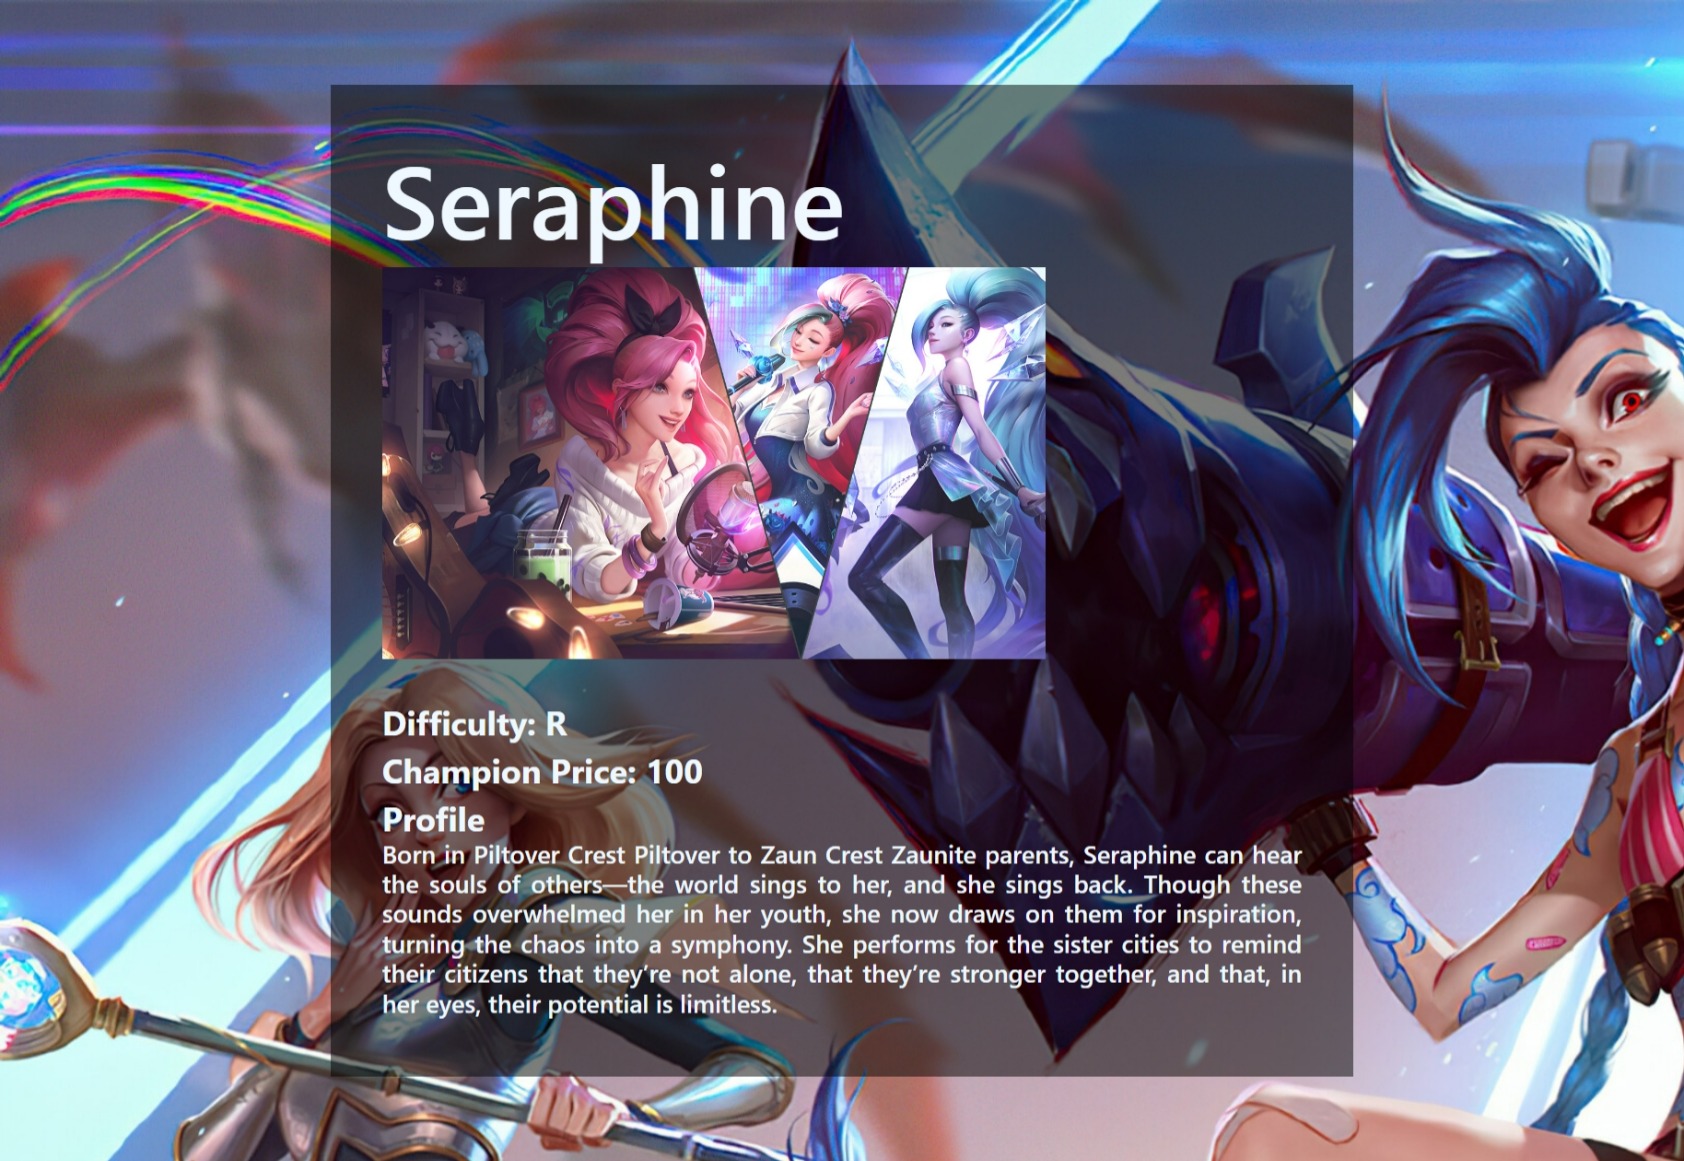 Seraphine
Difficulty: R
Champion Price: 100
Profile
Born in Piltover Crest Piltover to Zaun Crest Zaunite parents, Seraphine can hear
the souls of others—the world sings to her, and she sings back. Though these
sounds overwhelmed her in her youth, she now draws on them for inspiration,
turning the chaos into a symphony. She performs for the sister cities to remind
their citizens that they’re not alone, that they’re stronger together, and that, in
her eyes, their potential is limitless.